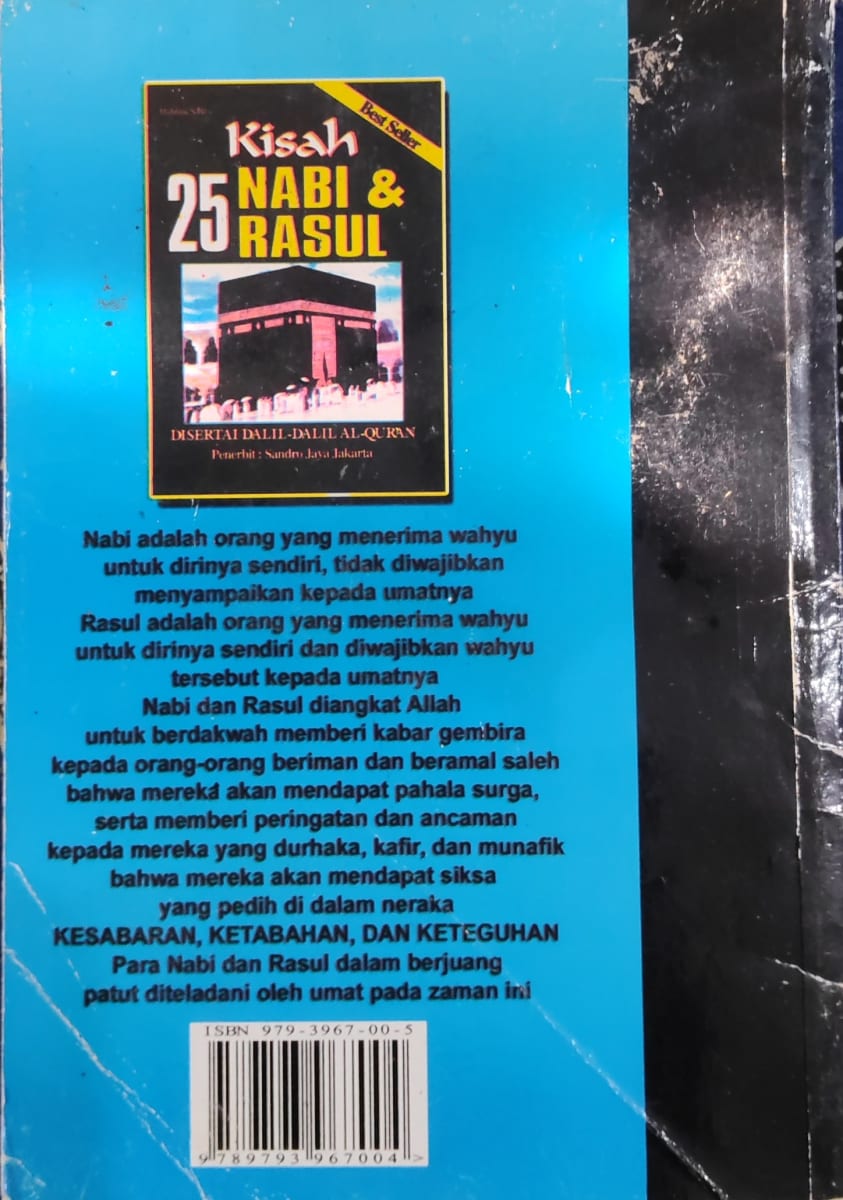 Best Seller
Kisah
25 NABI &
RASUL
DISERTAI DALIL-DALIL AL-QUR'AN
Penerbit : Sandro Jaya Jakarta
Nabi adalah orang yang menerima wahyu
untuk dirinya sendiri, tidak diwajibkan
menyampaikan kepada umatnya
Rasul adalah orang yang menerima wahyu
untuk dirinya sendiri dan diwajibkan wahyu
tersebut kepada umatnya
Nabi dan Rasul diangkat Allah
untuk berdakwah memberi kabar gembira
kepada orang-orang beriman dan beramal saleh
bahwa mereka akan mendapat pahala surga,
serta memberi peringatan dan ancaman
kepada mereka yang durhaka, kafir, dan munafik
bahwa mereka akan mendapat siksa
yang pedih di dalam neraka
KESABARAN, KETABAHAN, DAN KETEGUHAN
Para Nabi dan Rasul dalam berjuang
patut diteladani oleh umat pada zaman ini
ISBN 979-3967-00-5
9 789793 967004 >